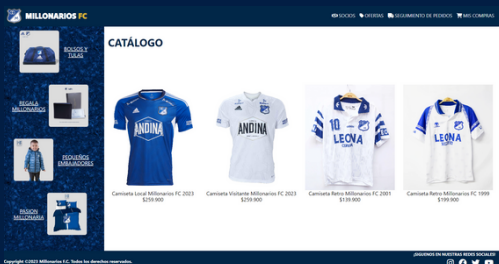 MILLONARIOS FC
SOCIOS
OFERTAS
SEGUIMIENTO DE PEDIDOS
MIS COMPRAS
BOLSOS Y
TULAS
REGALA
MILLONARIOS
PEQUEÑOS
EMBAJADORES
PASION
MILLONARIA
CATÁLOGO
ANDINA
ANDINA
10
LEONA
LEONA
Camiseta Local Millonarios FC 2023
$259.900
Camiseta Visitante Millonarios FC 2023
$259.900
Camiseta Retro Millonarios FC 2001
$139.900
Camiseta Retro Millonarios FC 1999
$199.900
¡SIGUENOS EN NUESTRAS REDES SOCIALES!
Copyright ©2023 Millonarios F.C. Todos los derechos reservados.